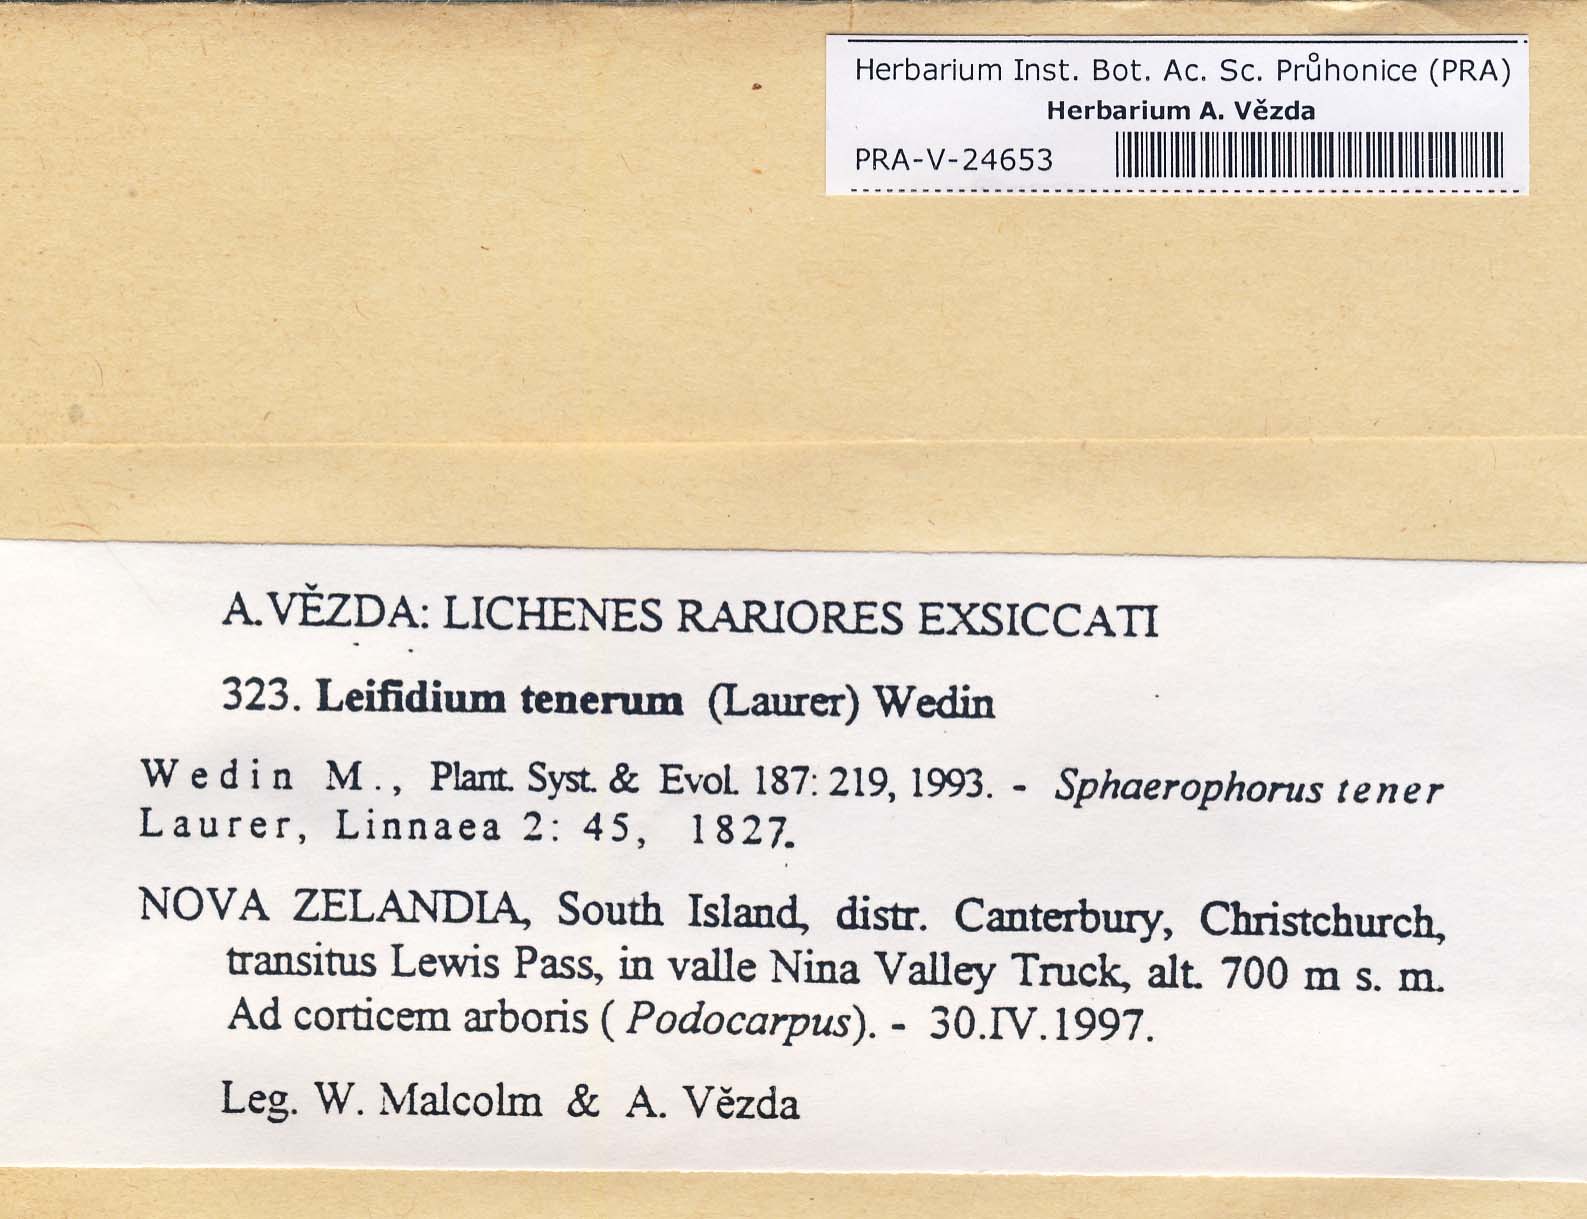 Herbarium Inst. Bot. Ac. Sc. Průhonice (PRA)
Herbarium A. Vězda
PRA-V-24653
A. VĚZDA: LICHENES RARIORES EXSICCATI
323. Leifidium tenerum (Laurer) Wedin
Wedin M., Plant. Syst. & Evol. 187: 219, 1993. - Sphaerophorus tener
Laurer, Linnaea 2: 45, 1827.
NOVA ZELANDIA, South Island, distr. Canterbury, Christchurch,
transitus Lewis Pass, in valle Nina Valley Truck, alt. 700 m s. m.
Ad corticem arboris (Podocarpus). - 30.IV.1997.
Leg. W. Malcolm & A. Vězda